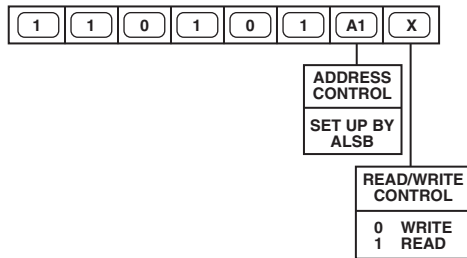 1 1 0 1 0 1 A1 X
ADDRESS
CONTROL
SET UP BY
ALSB
READ/WRITE
CONTROL
0 WRITE
1 READ